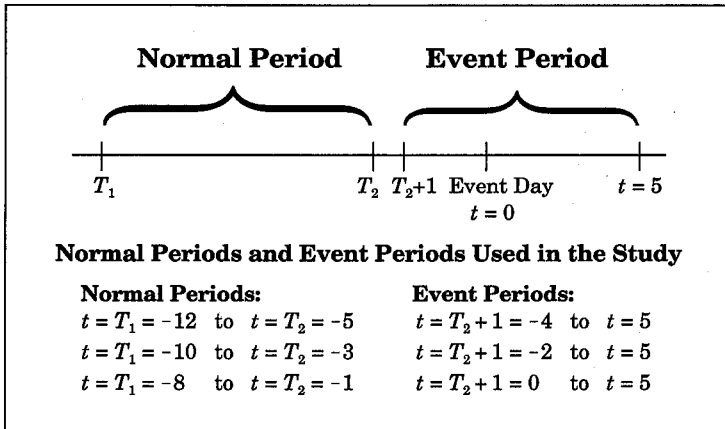 Normal Period Event Period
T₁ T₂ T₂+1 Event Day t = 5
t = 0
Normal Periods and Event Periods Used in the Study
Normal Periods: Event Periods:
t = T₁ = -12 to t = T₂ = -5 t = T₂ + 1 = -4 to t = 5
t = T₁ = -10 to t = T₂ = -3 t = T₂ + 1 = -2 to t = 5
t = T₁ = -8 to t = T₂ = -1 t = T₂ + 1 = 0 to t = 5